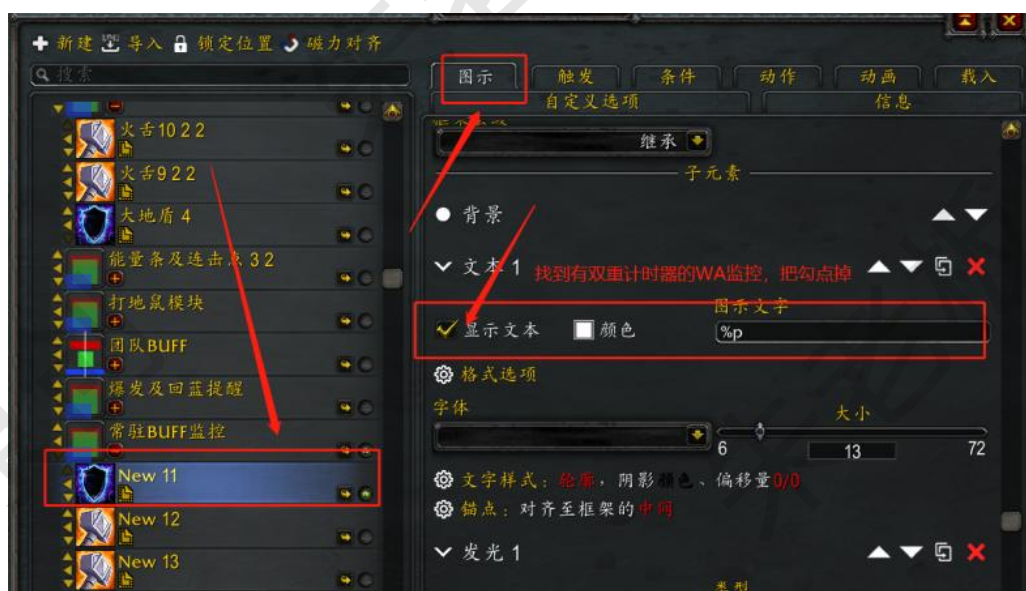 新建 导入 锁定位置 磁力对齐
搜索
图示 触发 条件 动作 动画 载入
自定义选项 信息
火舌10 2 2
继承
火舌9 2 2
子元素
大地盾 4
背景
能量条及连击点 3 2
文本 1 找到有双重计时器的WA监控,把勾点掉
打地鼠模块
图示文字
显示文本 颜色 %p
团队BUFF
格式选项
爆发及回蓝提醒
字体 大小
6 13 72
常驻BUFF监控
New 11
文字样式:轮廓,阴影颜色、偏移量0/0
锚点:对齐至框架的中间
New 12
发光 1
New 13
类型